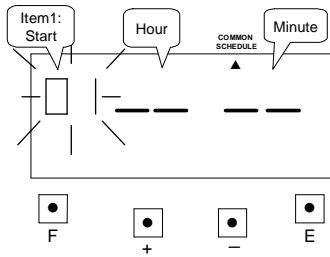 Item1:
Start
Hour
COMMON
SCHEDULE
Minute
F
+
−
E